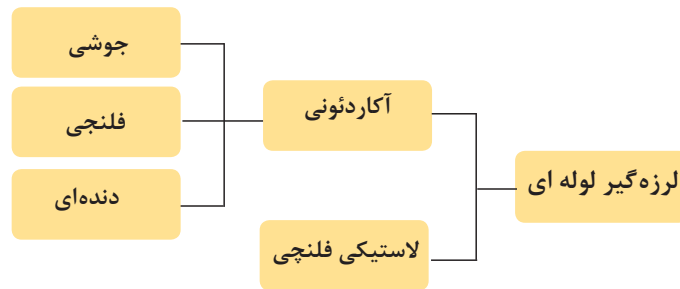 لرزه‌گیر لوله ای
آکاردئونی
جوشی
فلنجی
دنده‌ای
لاستیکی فلنچی